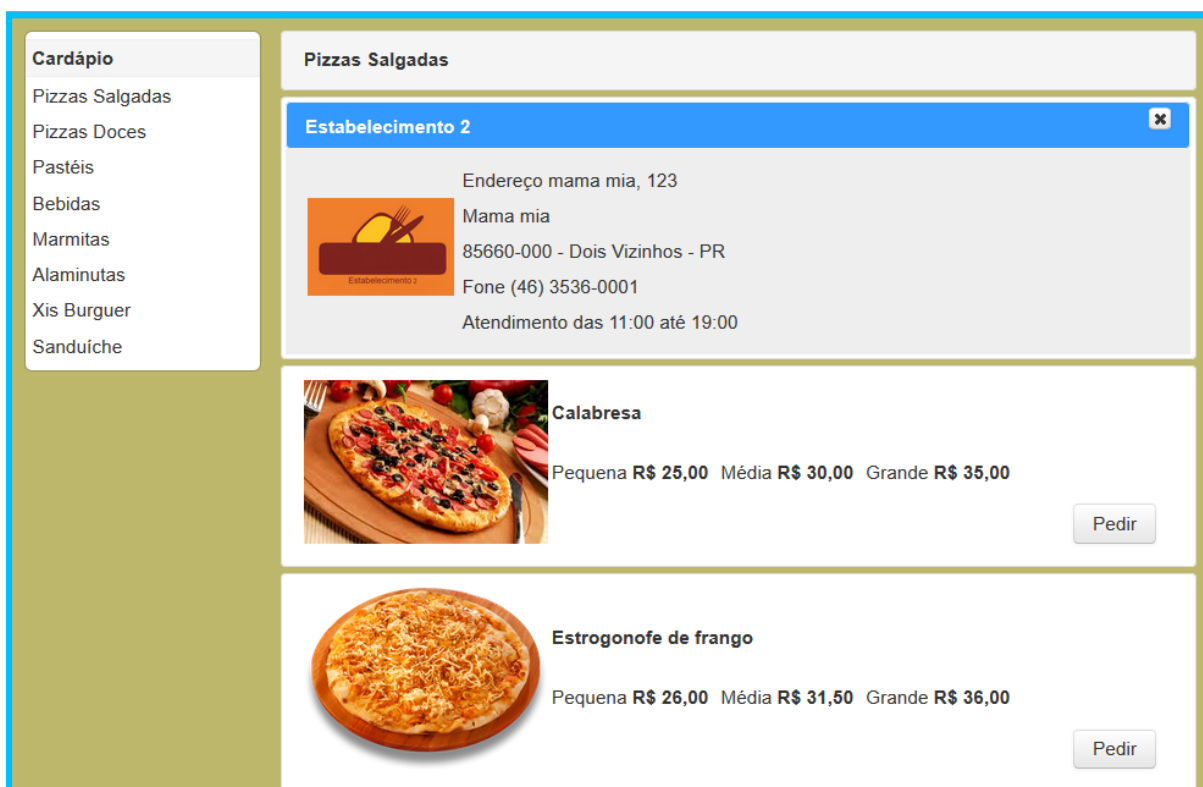 Cardápio
Pizzas Salgadas
Pizzas Doces
Pastéis
Bebidas
Marmitas
Alaminutas
Xis Burguer
Sanduíche
Pizzas Salgadas
Estabelecimento 2
Estabelecimento 2
Endereço mama mia, 123
Mama mia
85660-000 - Dois Vizinhos - PR
Fone (46) 3536-0001
Atendimento das 11:00 até 19:00
Calabresa
Pequena R$ 25,00 Média R$ 30,00 Grande R$ 35,00
Pedir
Estrogonofe de frango
Pequena R$ 26,00 Média R$ 31,50 Grande R$ 36,00
Pedir